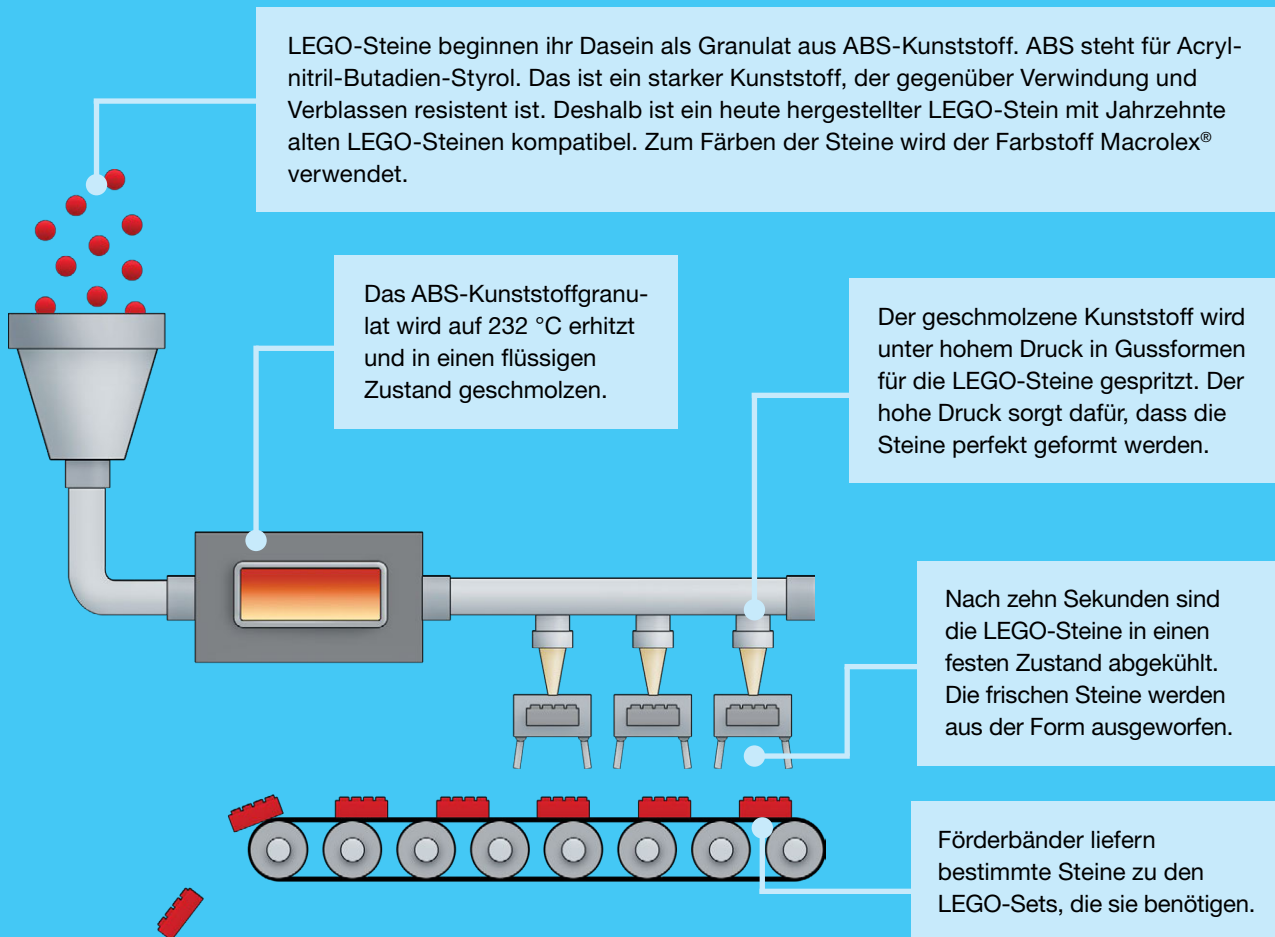 LEGO-Steine beginnen ihr Dasein als Granulat aus ABS-Kunststoff. ABS steht für Acryl-
nitril-Butadien-Styrol. Das ist ein starker Kunststoff, der gegenüber Verwindung und
Verblassen resistent ist. Deshalb ist ein heute hergestellter LEGO-Stein mit Jahrzehnte
alten LEGO-Steinen kompatibel. Zum Färben der Steine wird der Farbstoff Macrolex®
verwendet.
Das ABS-Kunststoffgranu-
lat wird auf 232 °C erhitzt
und in einen flüssigen
Zustand geschmolzen.
Der geschmolzene Kunststoff wird
unter hohem Druck in Gussformen
für die LEGO-Steine gespritzt. Der
hohe Druck sorgt dafür, dass die
Steine perfekt geformt werden.
Nach zehn Sekunden sind
die LEGO-Steine in einen
festen Zustand abgekühlt.
Die frischen Steine werden
aus der Form ausgeworfen.
Förderbänder liefern
bestimmte Steine zu den
LEGO-Sets, die sie benötigen.